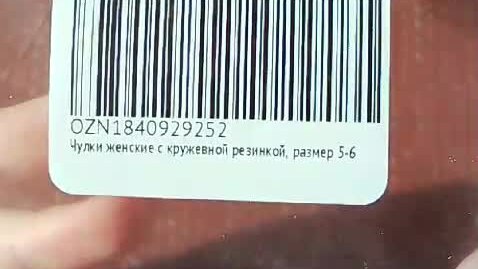 OZN1840929252
Чулки женские с кружевной резинкой, размер 5-6